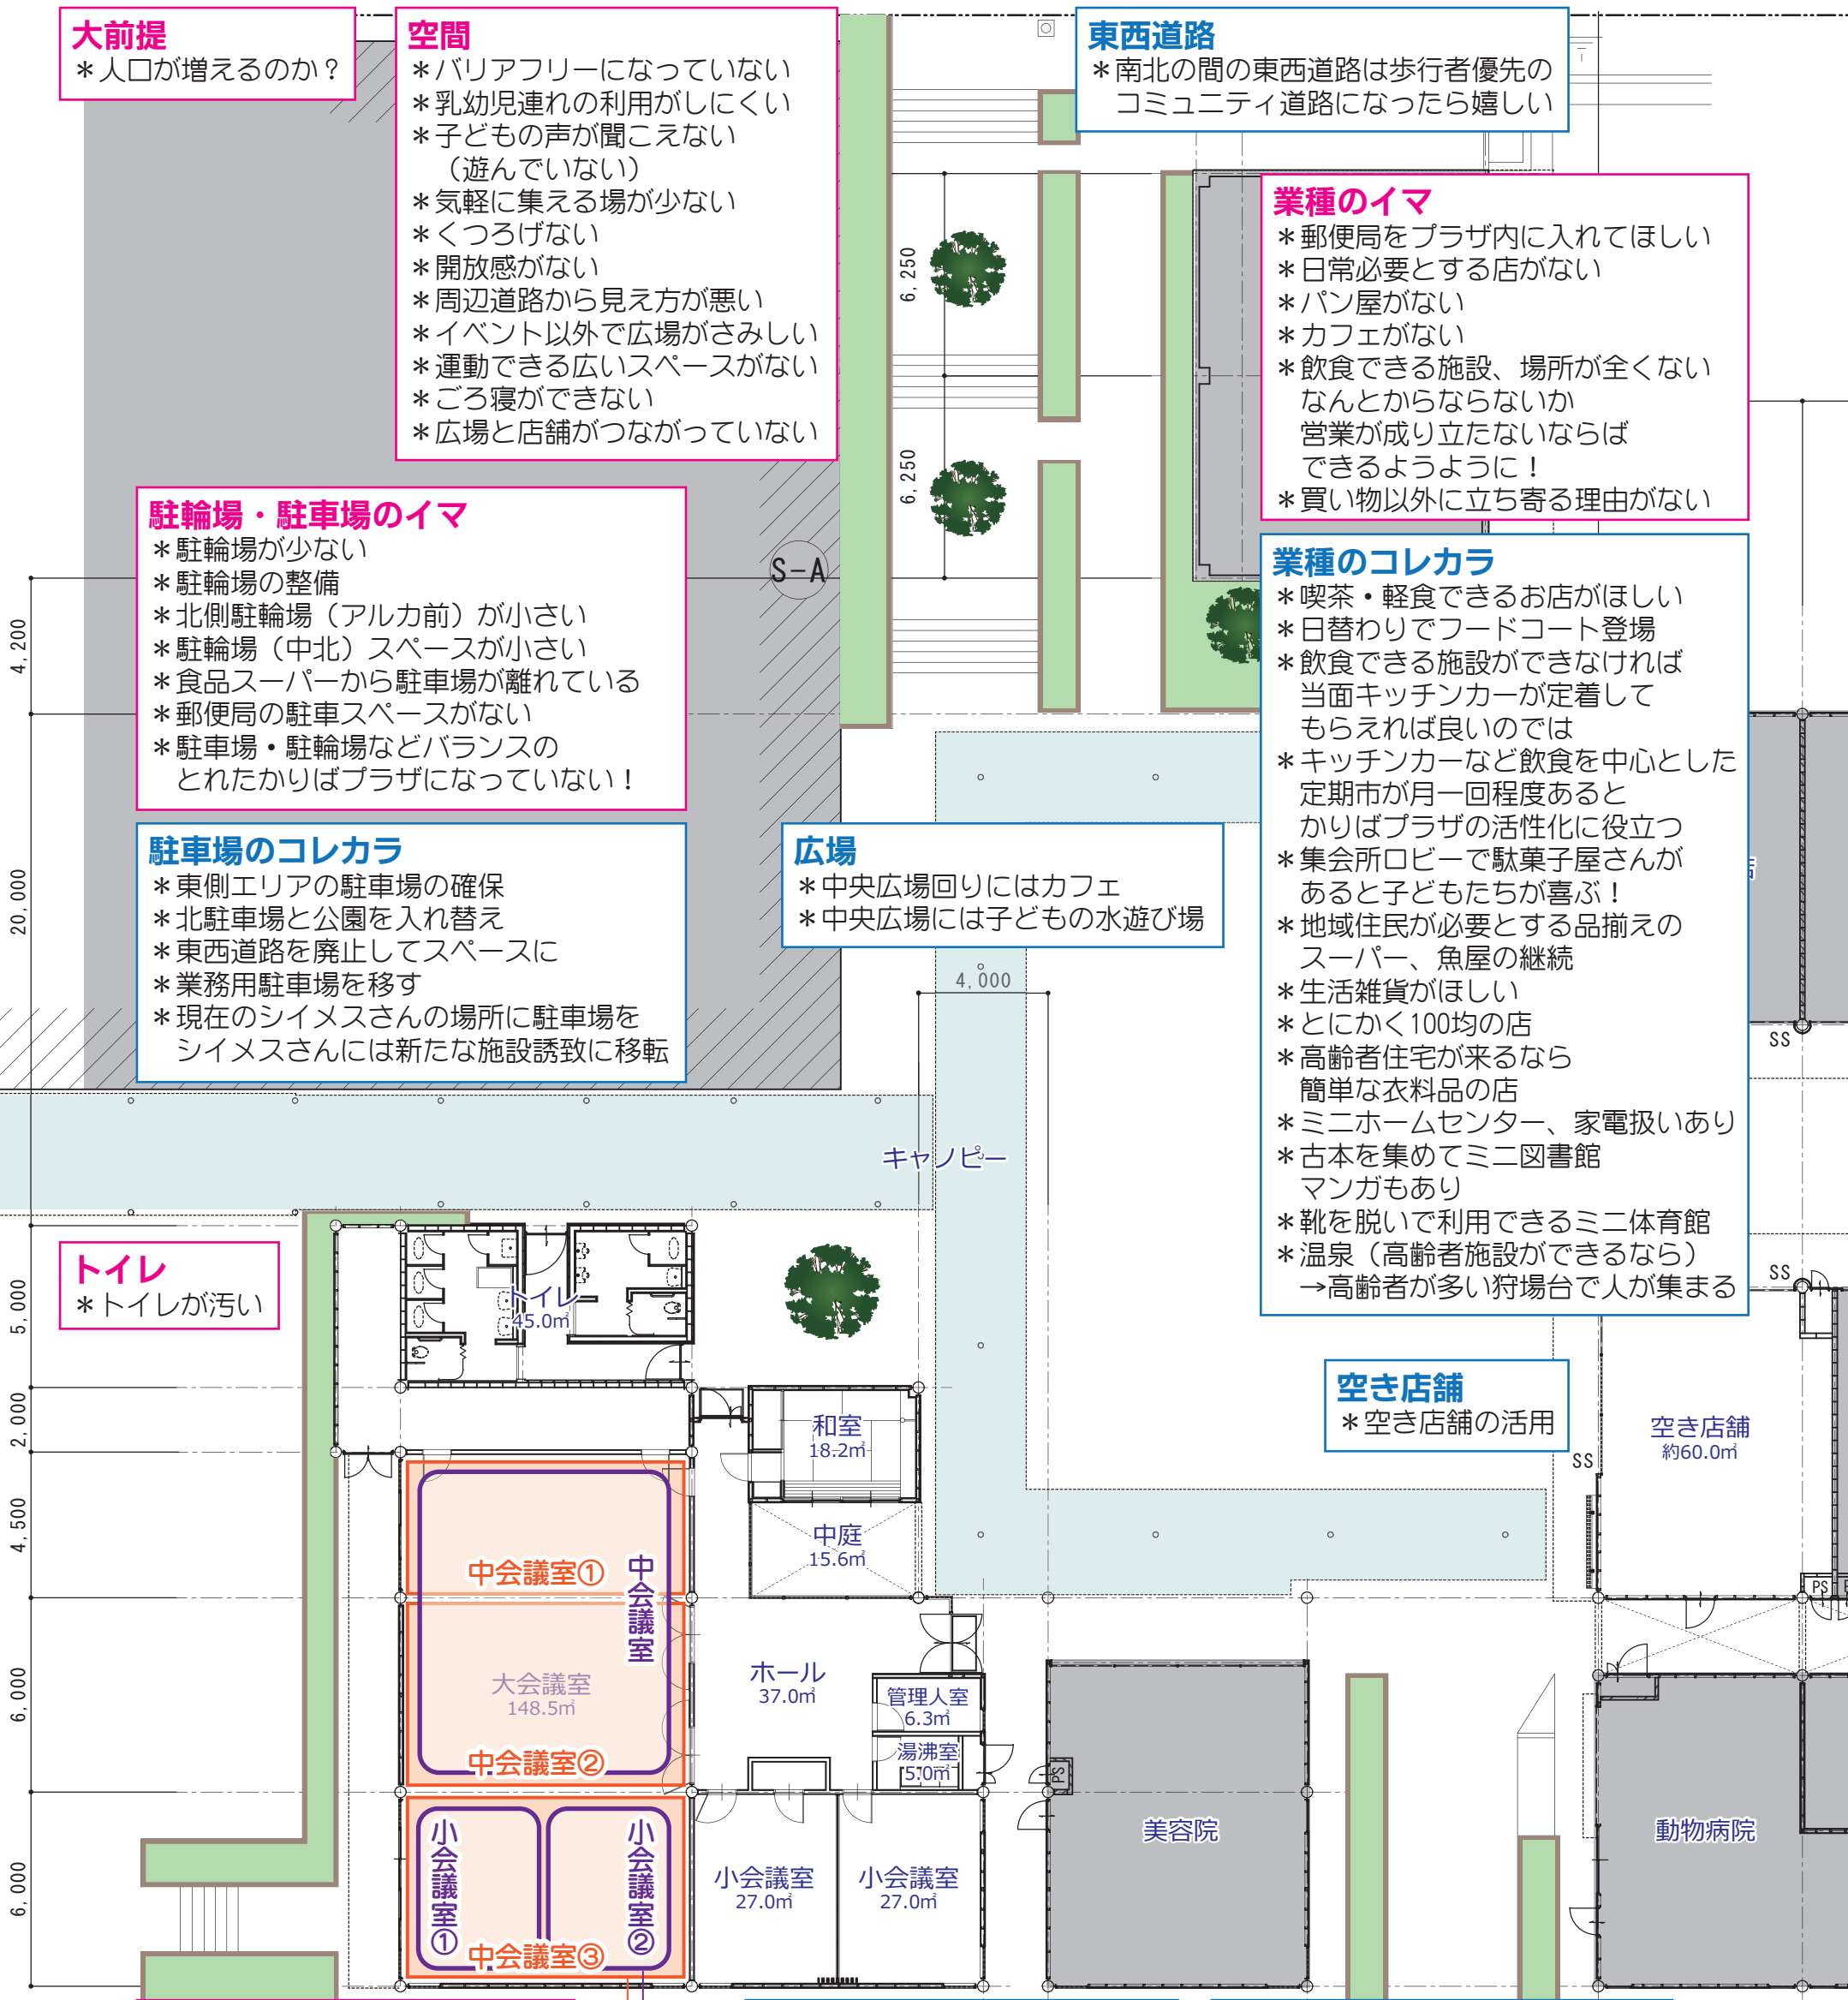 大前提
＊人口が増えるのか？
空間
＊バリアフリーになっていない
＊乳幼児連れの利用がしにくい
＊子どもの声が聞こえない
（遊んでいない）
＊気軽に集える場が少ない
＊くつろげない
＊開放感がない
＊周辺道路から見え方が悪い
＊イベント以外で広場がさみしい
＊運動できる広いスペースがない
＊ごろ寝ができない
＊広場と店舗がつながっていない
東西道路
＊南北の間の東西道路は歩行者優先の
コミュニティ道路になったら嬉しい
業種のイマ
＊郵便局をプラザ内に入れてほしい
＊日常必要とする店がない
＊パン屋がない
＊カフェがない
＊飲食できる施設、場所が全くない
なんとからならないか
営業が成り立たないならば
できるようように！
＊買い物以外に立ち寄る理由がない
6,250
6,250
駐輪場・駐車場のイマ
＊駐輪場が少ない
＊駐輪場の整備
＊北側駐輪場（アルカ前）が小さい
＊駐輪場（中北）スペースが小さい
＊食品スーパーから駐車場が離れている
＊郵便局の駐車スペースがない
＊駐車場・駐輪場などバランスの
とれたかりばプラザになっていない！
S-A
業種のコレカラ
＊喫茶・軽食できるお店がほしい
＊日替わりでフードコート登場
＊飲食できる施設ができなければ
当面キッチンカーが定着して
もらえれば良いのでは
＊キッチンカーなど飲食を中心とした
定期市が月一回程度あると
かりばプラザの活性化に役立つ
＊集会所ロビーで駄菓子屋さんが
あると子どもたちが喜ぶ！
＊地域住民が必要とする品揃えの
スーパー、魚屋の継続
＊生活雑貨がほしい
＊とにかく100均の店
＊高齢者住宅が来るなら
簡単な衣料品の店
＊ミニホームセンター、家電扱いあり
＊古本を集めてミニ図書館
マンガもあり
＊靴を脱いで利用できるミニ体育館
＊温泉（高齢者施設ができるなら）
→高齢者が多い狩場台で人が集まる
駐車場のコレカラ
＊東側エリアの駐車場の確保
＊北駐車場と公園を入れ替え
＊東西道路を廃止してスペースに
＊業務用駐車場を移す
＊現在のシイメスさんの場所に駐車場を
シイメスさんには新たな施設誘致に移転
広場
＊中央広場回りにはカフェ
＊中央広場には子どもの水遊び場
4,200
20,000
4,000
SS
キャノピー
トイレ
＊トイレが汚い
トイレ
45.0㎡
SS
空き店舗
＊空き店舗の活用
空き店舗
約60.0㎡
SS
5,000
2,000
4,500
6,000
6,000
和室
18.2㎡
中庭
15.6㎡
中会議室①
中会議室
大会議室
148.5㎡
中会議室②
ホール
37.0㎡
管理人室
6.3㎡
湯沸室
5.0㎡
PS
PS
小会議室①
小会議室②
中会議室③
小会議室
27.0㎡
小会議室
27.0㎡
美容院
動物病院